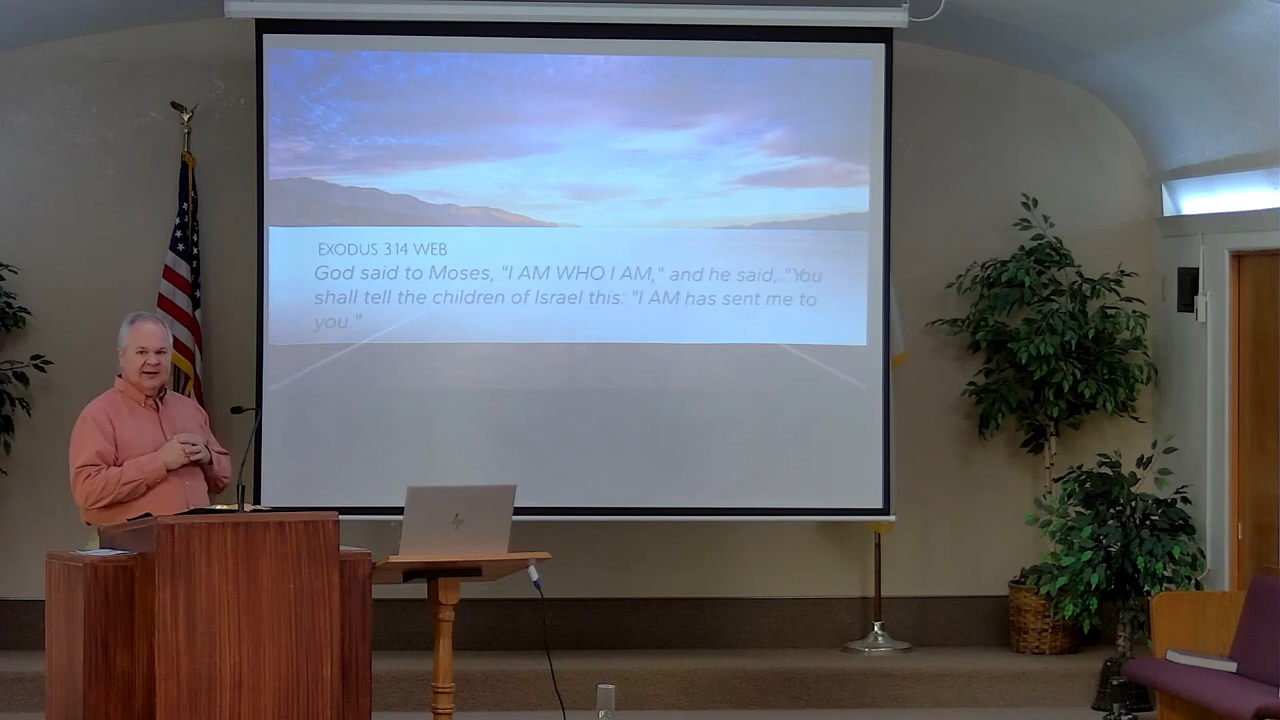 EXODUS 3:14 WEB
God said to Moses, "I AM WHO I AM," and he said, "You
shall tell the children of Israel this: "I AM has sent me to
you."
hp